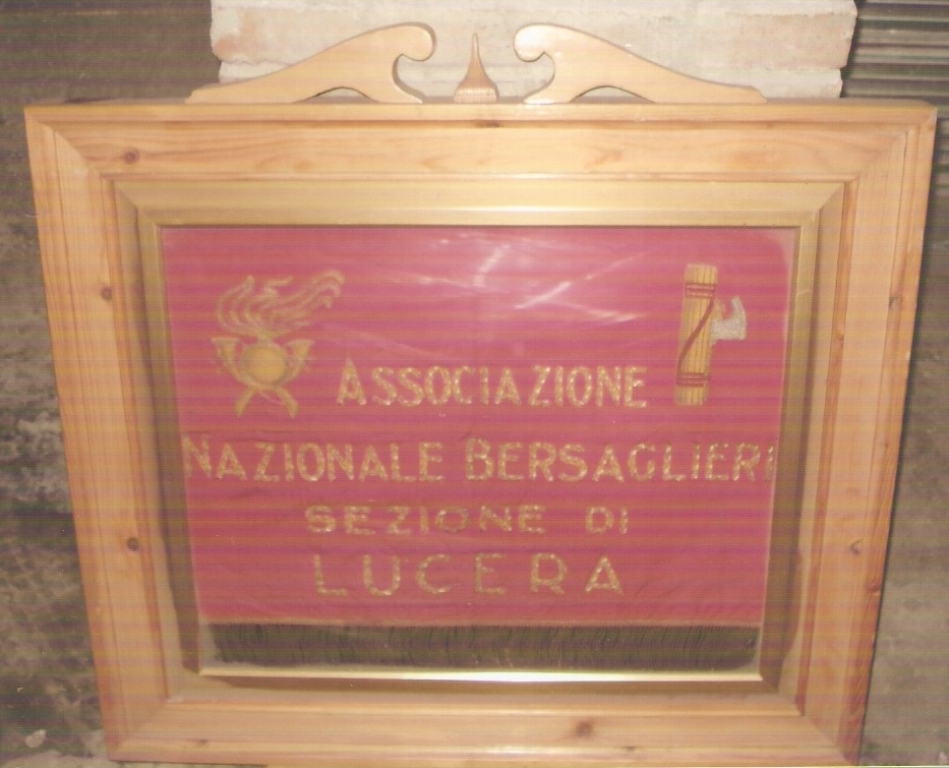 ASSOCIAZIONE
NAZIONALE BERSAGLIERI
SEZIONE DI
LUCERA